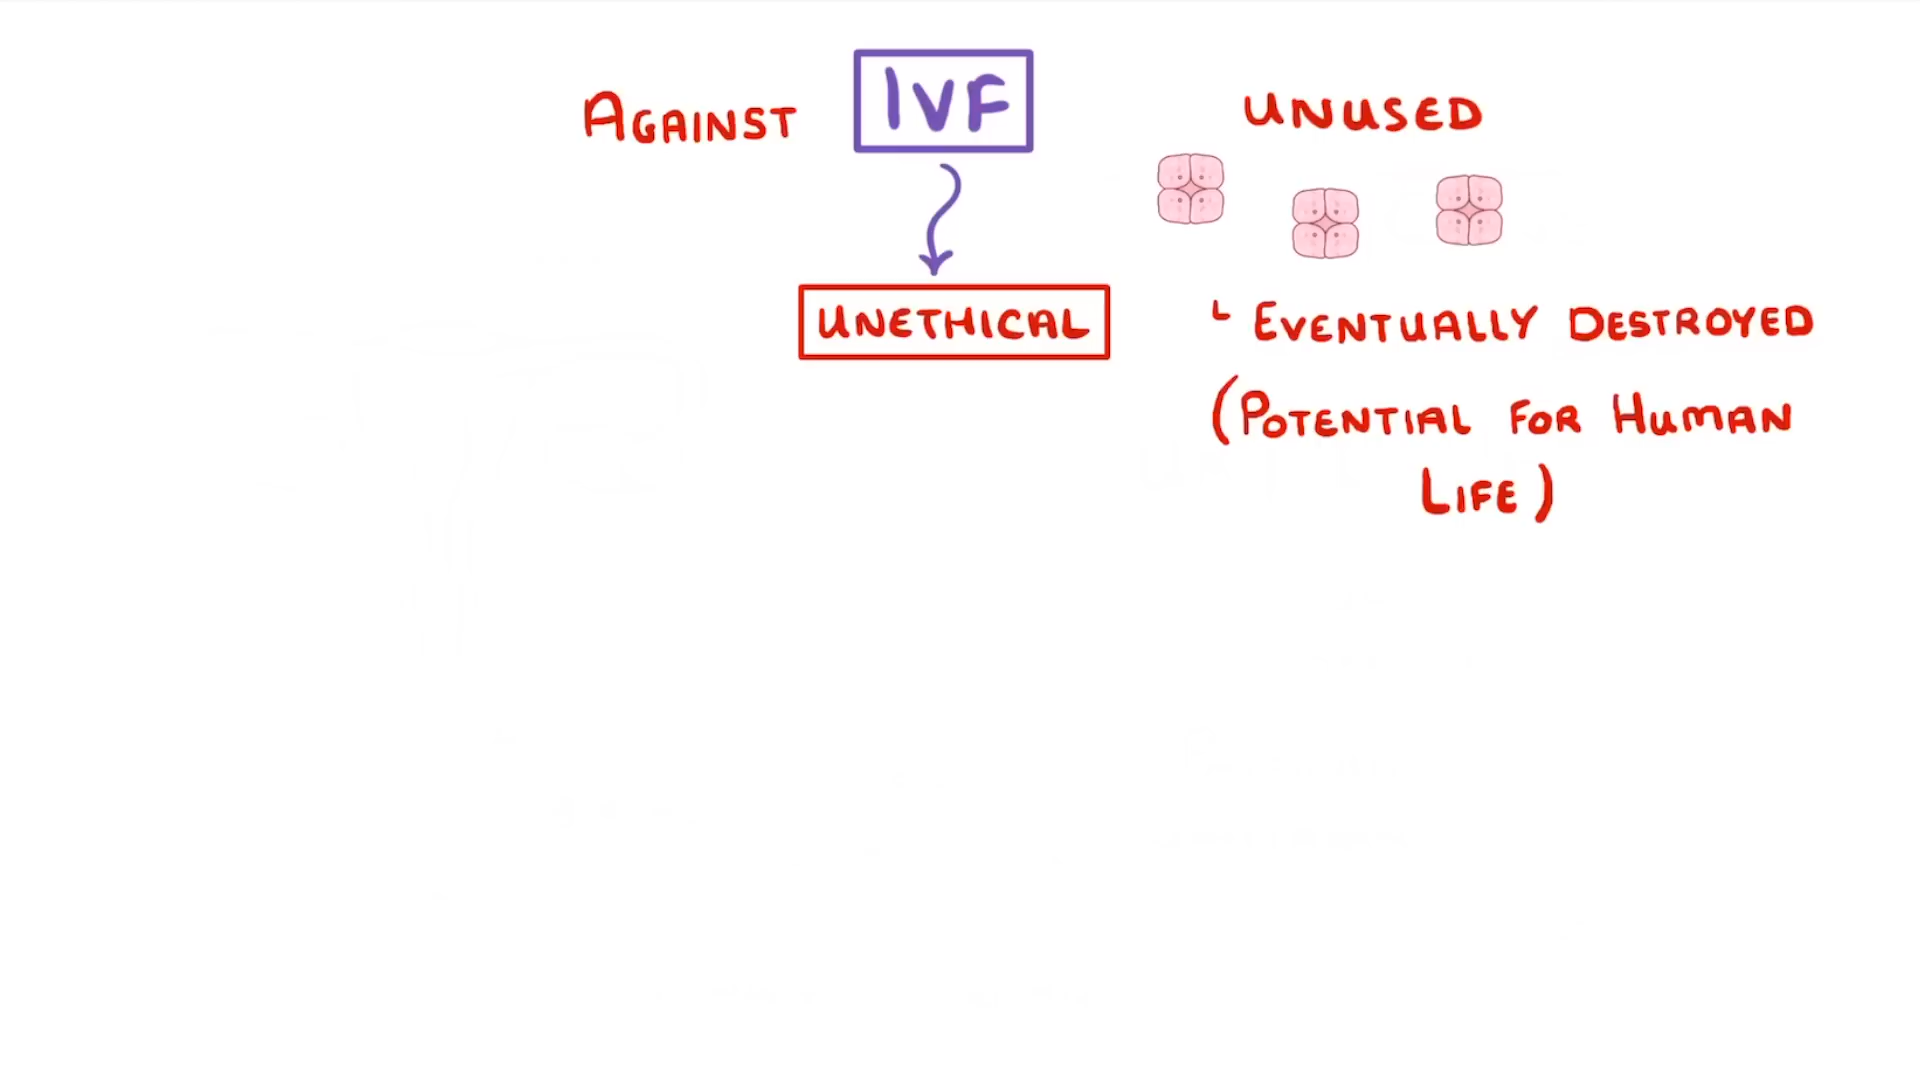 AGAINST IVF
UNUSED
UNETHICAL
EVENTUALLY DESTROYED
(POTENTIAL FOR HUMAN
LIFE)